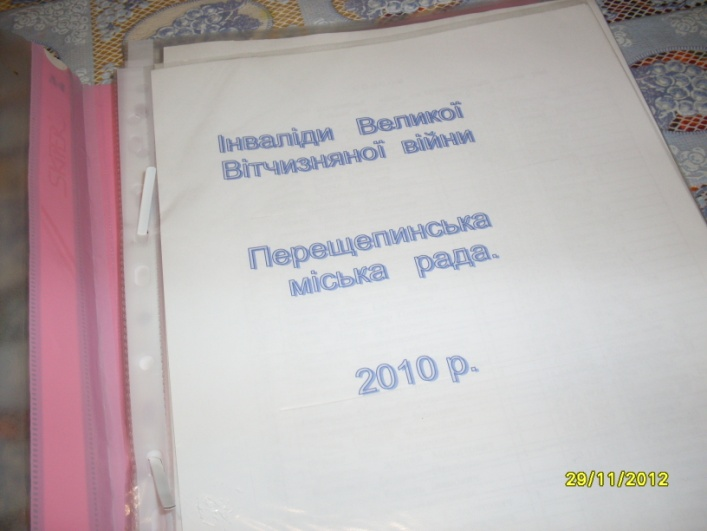 Інваліди Великої
Вітчизняної війни
Перещепинська
міська рада.
2010 р.
29/11/2012